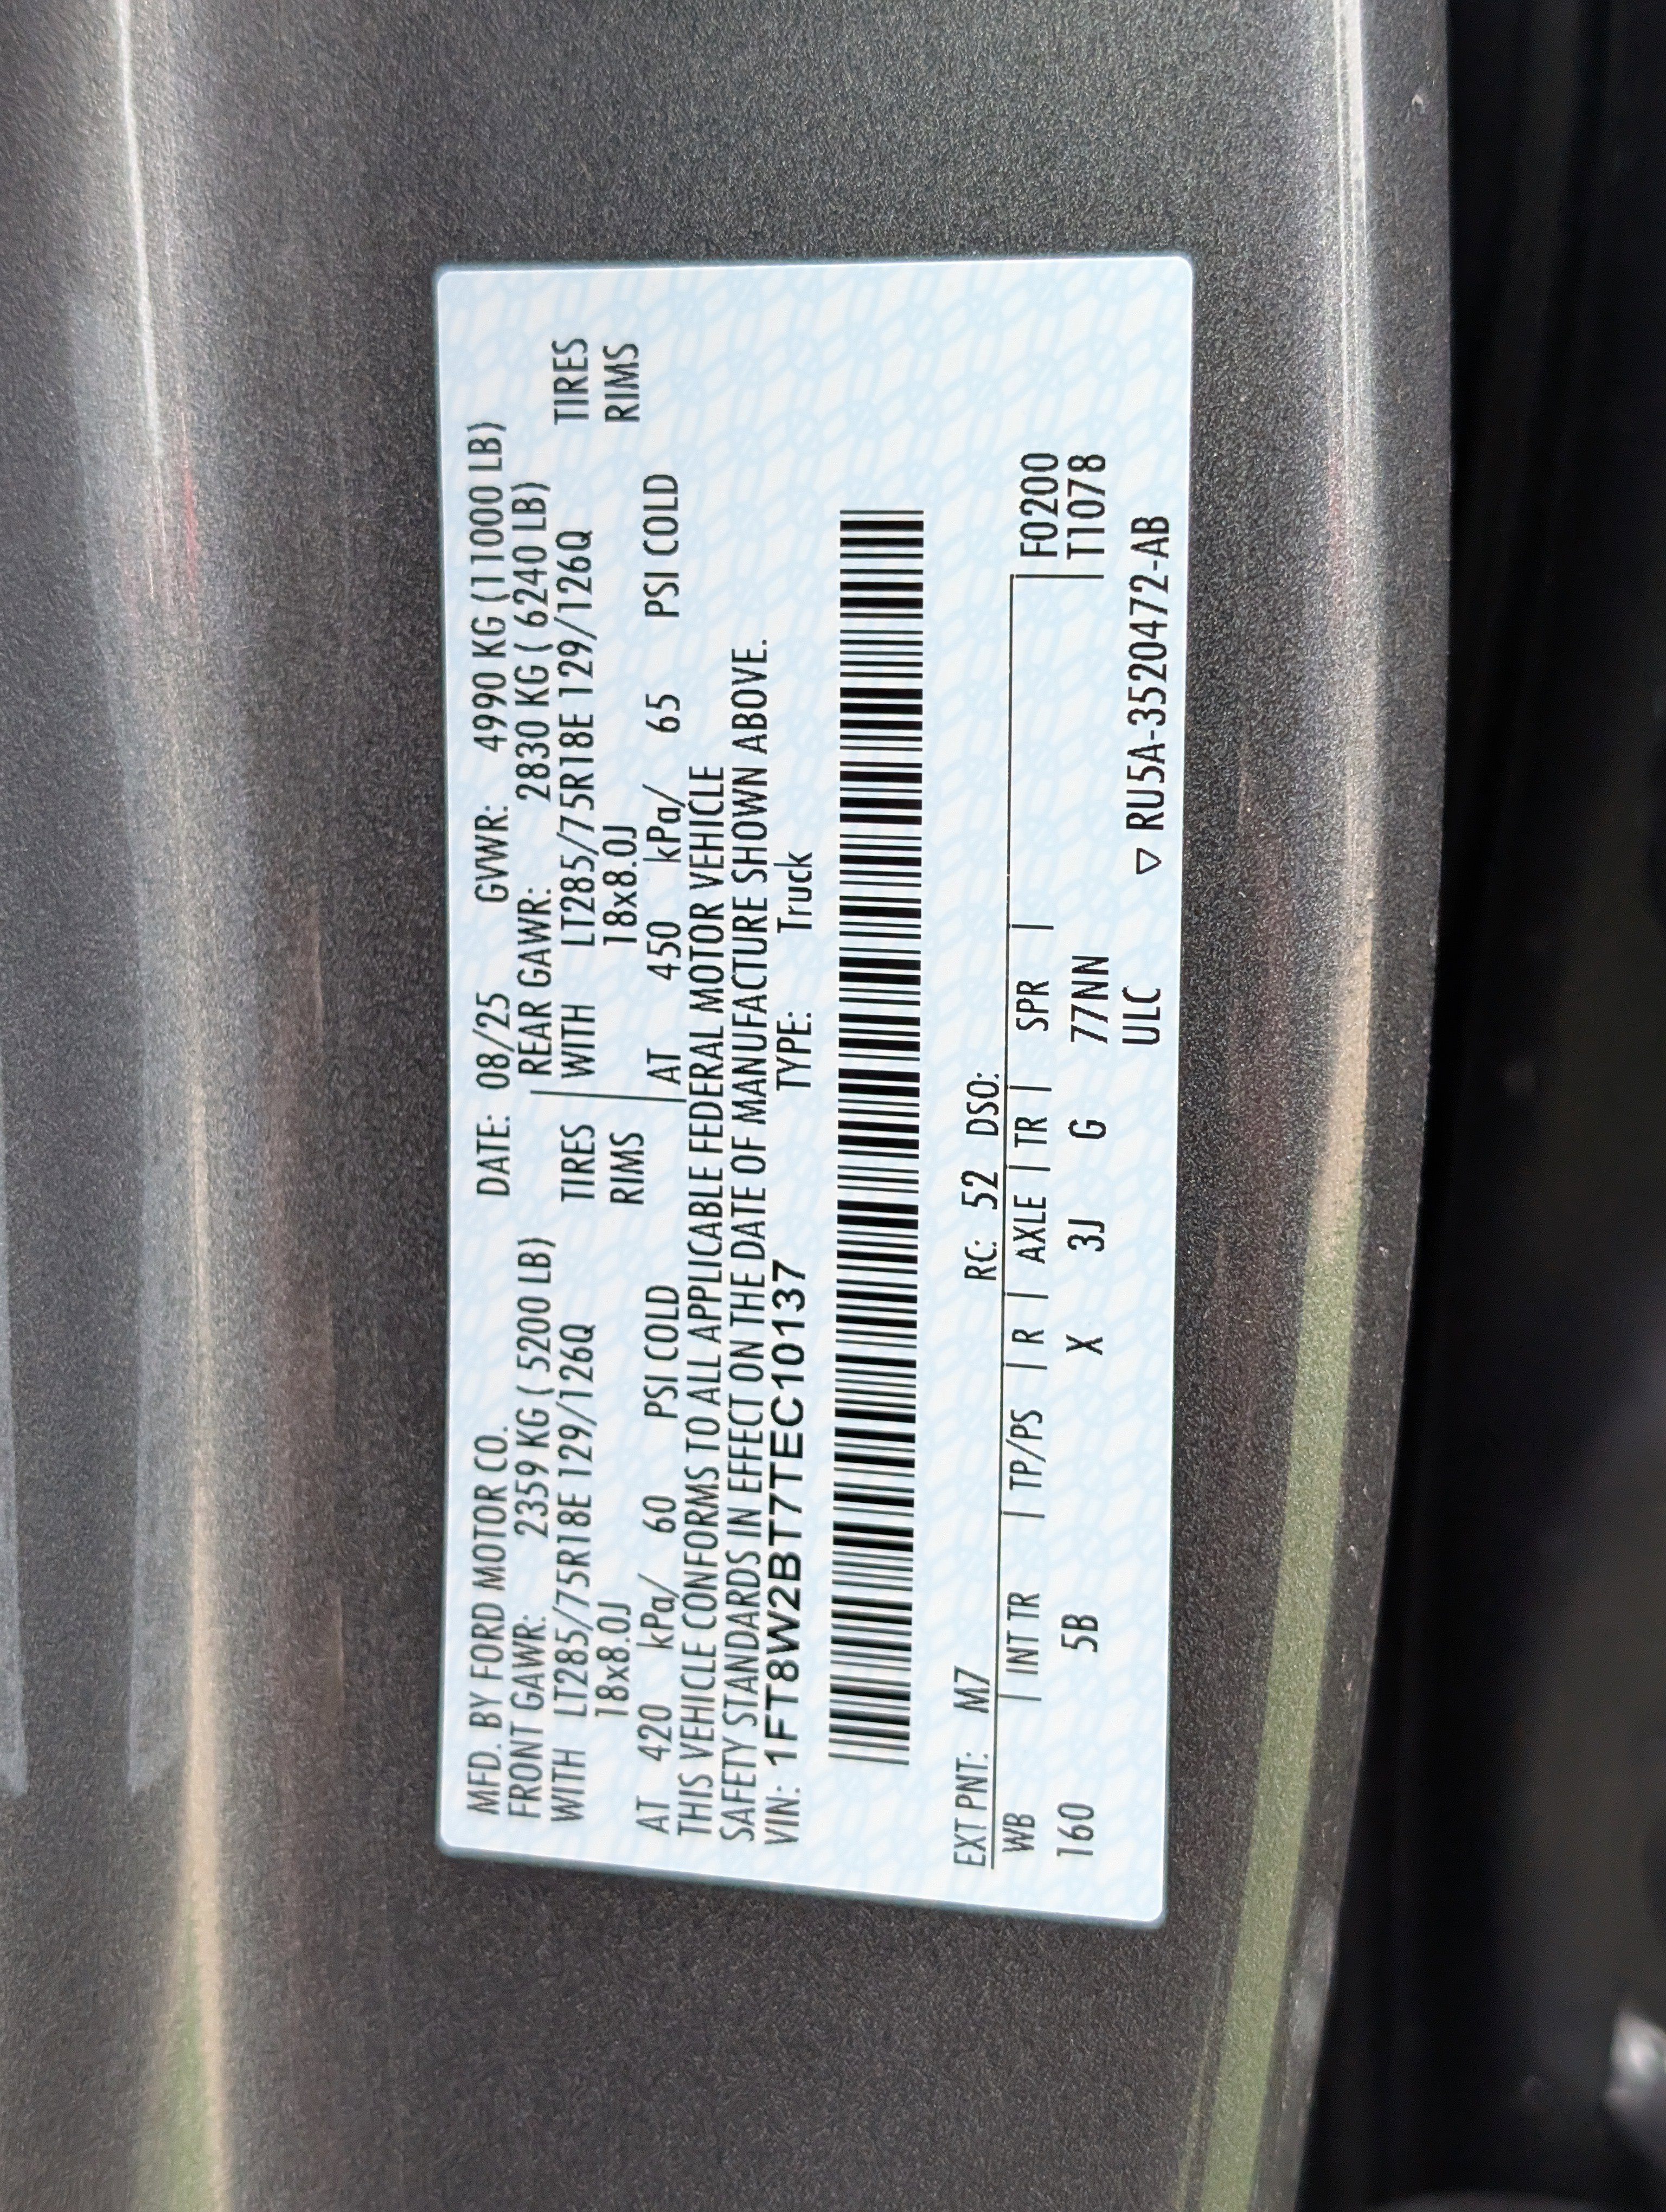 MFD. BY FORD MOTOR CO. DATE: 08/25 GVWR: 4990 KG (11000 LB)
FRONT GAWR: 2359 KG ( 5200 LB) REAR GAWR: 2830 KG ( 6240 LB)
WITH LT285/75R18E 129/126Q TIRES WITH LT285/75R18E 129/126Q TIRES
18x8.0J RIMS 18x8.0J RIMS
AT 420 kPa/ 60 PSI COLD AT 450 kPa/ 65 PSI COLD
THIS VEHICLE CONFORMS TO ALL APPLICABLE FEDERAL MOTOR VEHICLE
SAFETY STANDARDS IN EFFECT ON THE DATE OF MANUFACTURE SHOWN ABOVE.
VIN: 1FT8W2BT7TEC10137 TYPE: Truck
EXT PNT: M7 RC: 52 DSO:
WB | INT TR | TP/PS | R | AXLE | TR | SPR | F0200
160 5B X 3J G 77NN T1078
ULC ▽ RU5A-3520472-AB